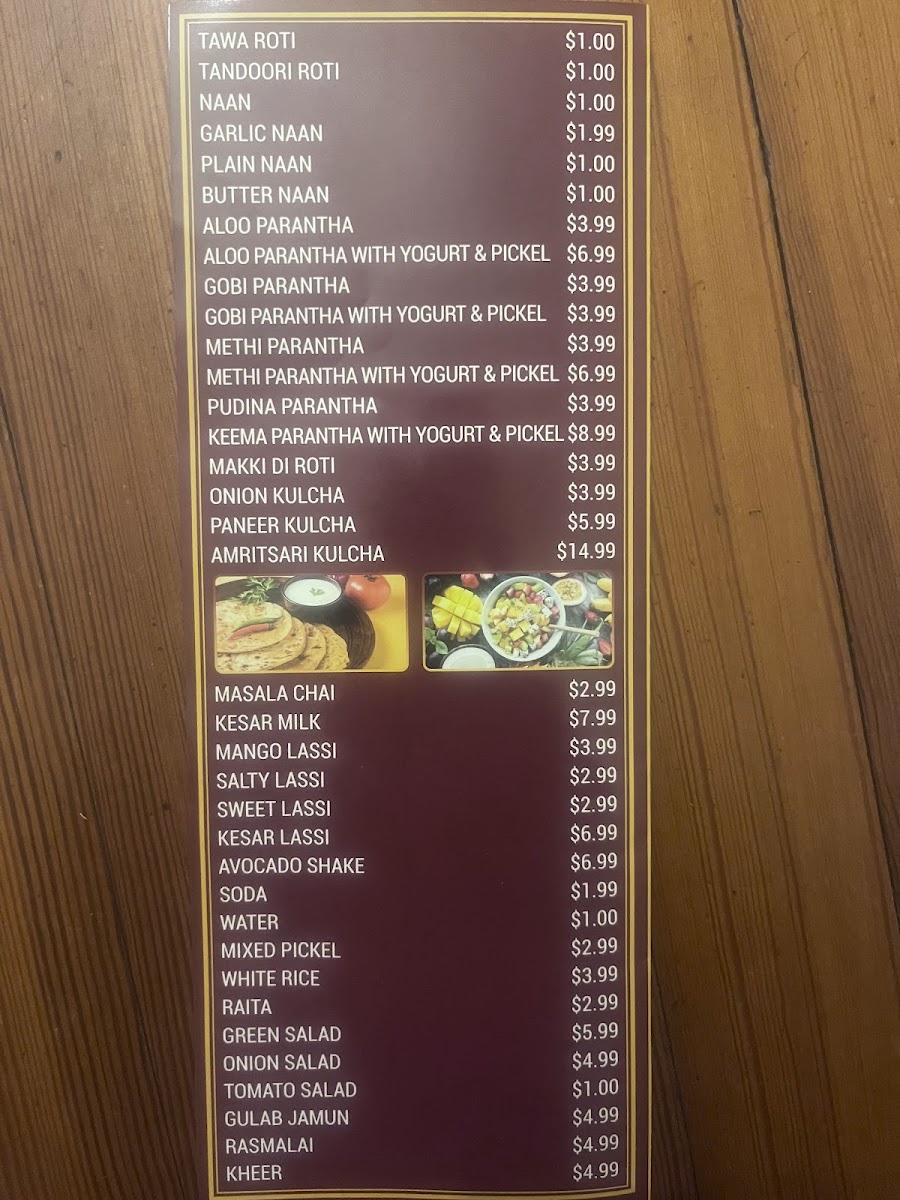 TAWA ROTI $1.00
TANDOORI ROTI $1.00
NAAN $1.00
GARLIC NAAN $1.99
PLAIN NAAN $1.00
BUTTER NAAN $1.00
ALOO PARANTHA $3.99
ALOO PARANTHA WITH YOGURT & PICKEL $6.99
GOBI PARANTHA $3.99
GOBI PARANTHA WITH YOGURT & PICKEL $3.99
METHI PARANTHA $3.99
METHI PARANTHA WITH YOGURT & PICKEL $6.99
PUDINA PARANTHA $3.99
KEEMA PARANTHA WITH YOGURT & PICKEL $8.99
MAKKI DI ROTI $3.99
ONION KULCHA $3.99
PANEER KULCHA $5.99
AMRITSARI KULCHA $14.99
MASALA CHAI $2.99
KESAR MILK $7.99
MANGO LASSI $3.99
SALTY LASSI $2.99
SWEET LASSI $2.99
KESAR LASSI $6.99
AVOCADO SHAKE $6.99
SODA $1.99
WATER $1.00
MIXED PICKEL $2.99
WHITE RICE $3.99
RAITA $2.99
GREEN SALAD $5.99
ONION SALAD $4.99
TOMATO SALAD $1.00
GULAB JAMUN $4.99
RASMALAI $4.99
KHEER $4.99